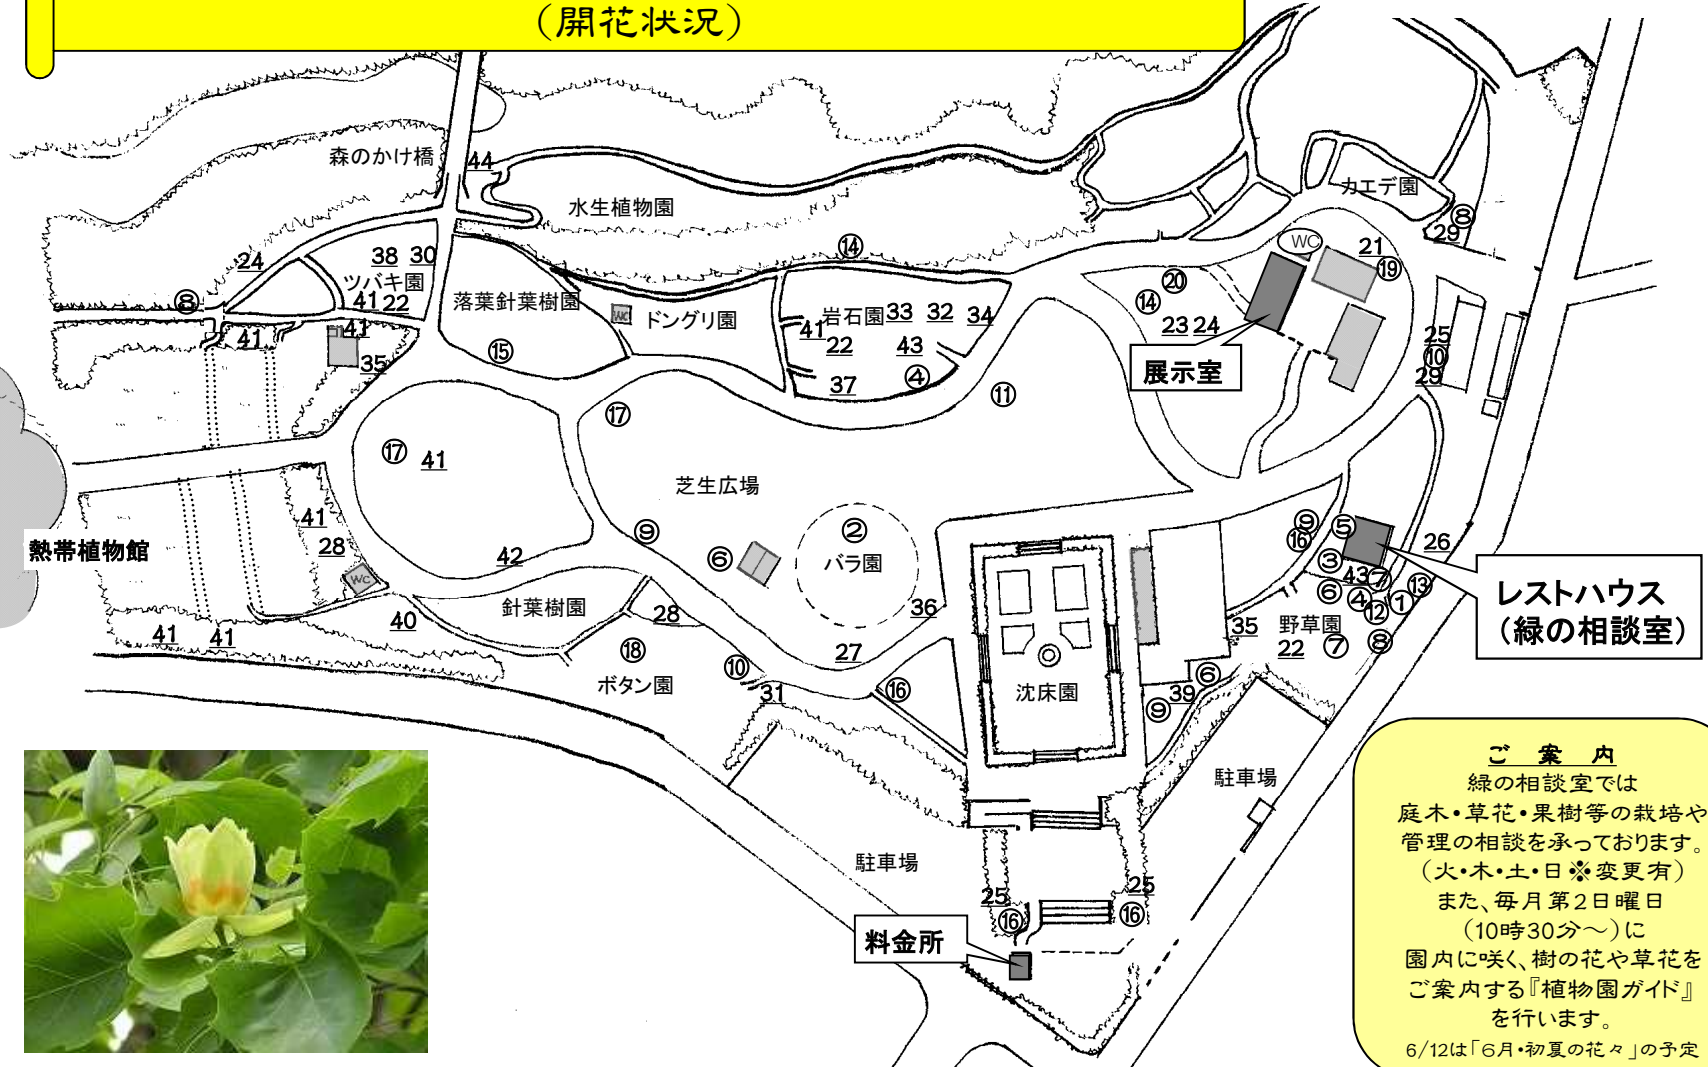 （開花状況）
森のかけ橋
44
水生植物園
カエデ園
⑧
29
24
38 30
ツバキ園
41 22
⑧
41
41
35
落葉針葉樹園
⑮
WC
ドングリ園
⑭
岩石園 33 32 34
41
22
43
37
④
⑪
WC
21
⑲
⑳
⑭
23 24
展示室
25
⑩
29
⑰
41
⑰
芝生広場
⑨
②
バラ園
⑥
熱帯植物館
41
28
WC
42
針葉樹園
40
41
41
28
36
27
⑱
ボタン園
⑩
31
⑯
沈床園
⑨
⑯
⑤
③
43
⑦
⑥
④
⑫
①
⑬
26
レストハウス
（緑の相談室）
35
野草園
22
⑦
⑧
⑥
39
⑨
駐車場
駐車場
25
⑯
25
⑯
料金所
ご 案 内
緑の相談室では
庭木・草花・果樹等の栽培や
管理の相談を承っております。
（火・木・土・日※変更有）
また、毎月第2日曜日
（10時30分～）に
園内に咲く、樹の花や草花を
ご案内する『植物園ガイド』
を行います。
6/12は「6月・初夏の花々」の予定